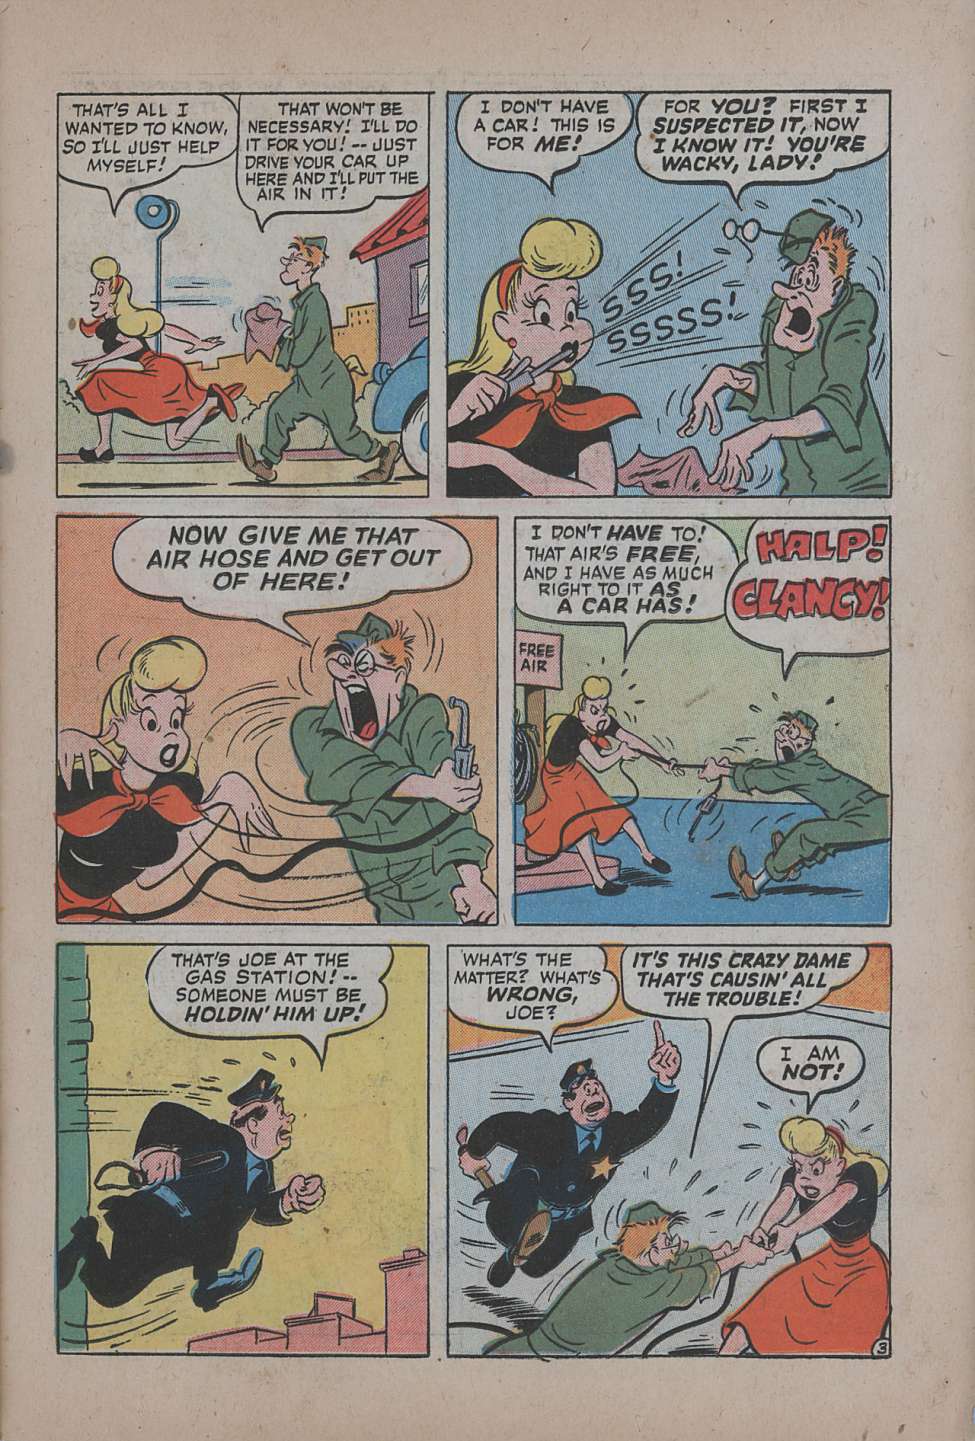 THAT'S ALL I
WANTED TO KNOW,
SO I'LL JUST HELP
MYSELF!
THAT WON'T BE
NECESSARY! I'LL DO
IT FOR YOU! -- JUST
DRIVE YOUR CAR UP
HERE AND I'LL PUT THE
AIR IN IT!
I DON'T HAVE
A CAR! THIS IS
FOR ME!
FOR YOU? FIRST I
SUSPECTED IT, NOW
I KNOW IT! YOU'RE
WACKY, LADY!
SSS!
SSSSS!
NOW GIVE ME THAT
AIR HOSE AND GET OUT
OF HERE!
I DON'T HAVE TO!
THAT AIR'S FREE,
AND I HAVE AS MUCH
RIGHT TO IT AS
A CAR HAS!
HALP!
CLANCY!
FREE
AIR
THAT'S JOE AT THE
GAS STATION! --
SOMEONE MUST BE
HOLDIN' HIM UP!
WHAT'S THE
MATTER? WHAT'S
WRONG,
JOE?
IT'S THIS CRAZY DAME
THAT'S CAUSIN' ALL
THE TROUBLE!
I AM
NOT!
3